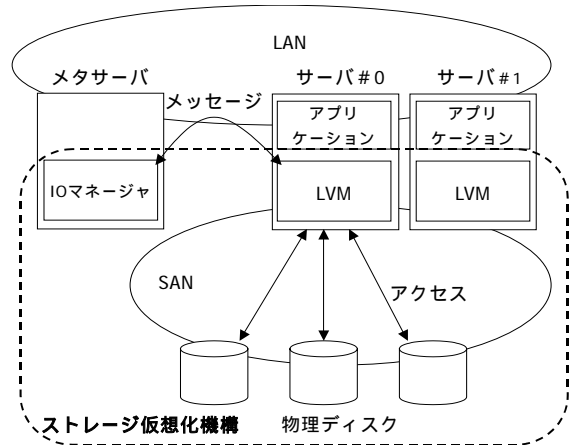 LAN
メタサーバ
サーバ#0
サーバ#1
メッセージ
アプリ
ケーション
アプリ
ケーション
IOマネージャ
LVM
LVM
SAN
アクセス
ストレージ仮想化機構
物理ディスク